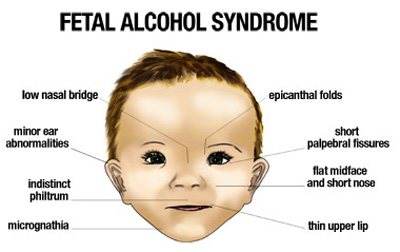 FETAL ALCOHOL SYNDROME
low nasal bridge
epicanthal folds
minor ear
abnormalities
short
palpebral fissures
indistinct
philtrum
flat midface
and short nose
micrognathia
thin upper lip